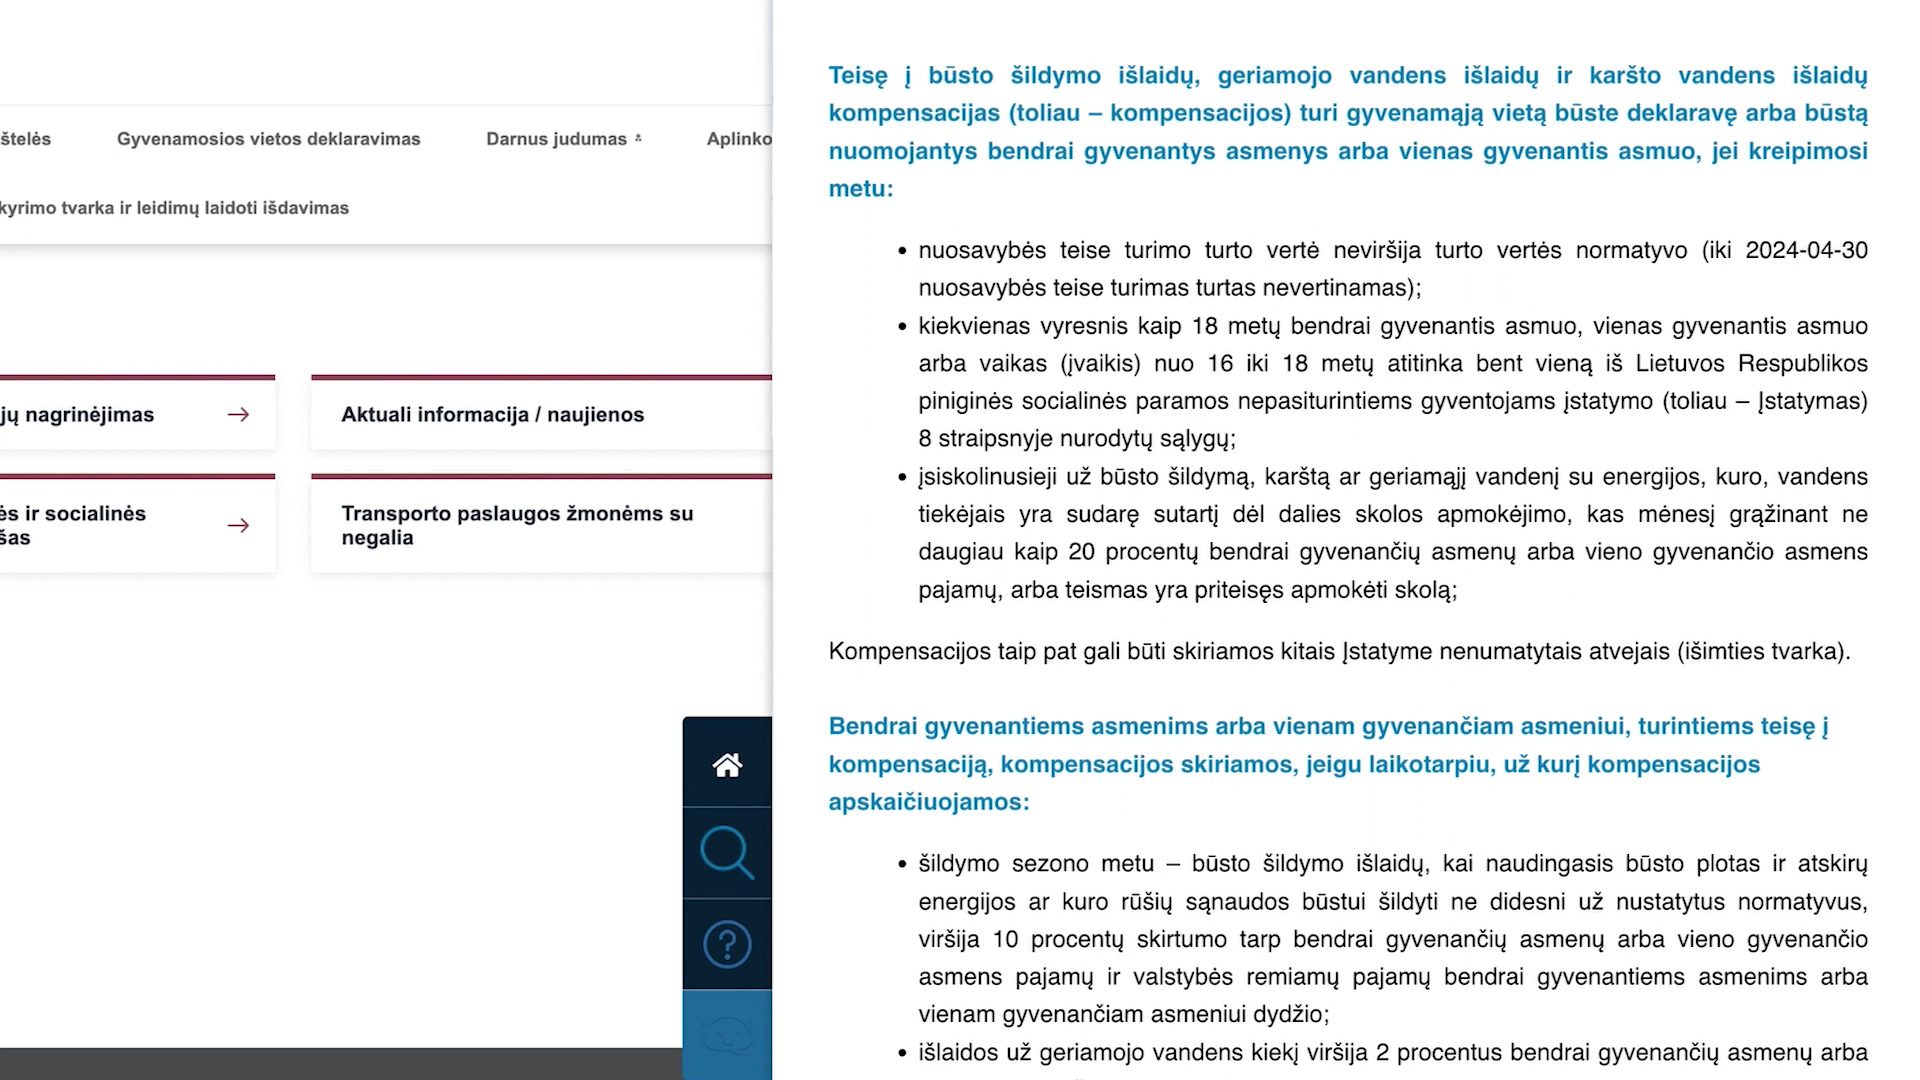 štelės
Gyvenamosios vietos deklaravimas
Darnus judumas
Aplinko
kyrimo tvarka ir leidimų laidoti išdavimas
jų nagrinėjimas
Aktuali informacija / naujienos
ės ir socialinės
šas
Transporto paslaugos žmonėms su
negalia
Teisę į būsto šildymo išlaidų, geriamojo vandens išlaidų ir karšto vandens išlaidų
kompensacijas (toliau – kompensacijos) turi gyvenamąją vietą būste deklaravę arba būstą
nuomojantys bendrai gyvenantys asmenys arba vienas gyvenantis asmuo, jei kreipimosi
metu:
• nuosavybės teise turimo turto vertė neviršija turto vertės normatyvo (iki 2024-04-30
nuosavybės teise turimas turtas nevertinamas);
• kiekvienas vyresnis kaip 18 metų bendrai gyvenantis asmuo, vienas gyvenantis asmuo
arba vaikas (įvaikis) nuo 16 iki 18 metų atitinka bent vieną iš Lietuvos Respublikos
piniginės socialinės paramos nepasiturintiems gyventojams įstatymo (toliau – Įstatymas)
8 straipsnyje nurodytų sąlygų;
• įsiskolinusieji už būsto šildymą, karštą ar geriamąjį vandenį su energijos, kuro, vandens
tiekėjais yra sudarę sutartį dėl dalies skolos apmokėjimo, kas mėnesį grąžinant ne
daugiau kaip 20 procentų bendrai gyvenančių asmenų arba vieno gyvenančio asmens
pajamų, arba teismas yra priteisęs apmokėti skolą;
Kompensacijos taip pat gali būti skiriamos kitais Įstatyme nenumatytais atvejais (išimties tvarka).
Bendrai gyvenantiems asmenims arba vienam gyvenančiam asmeniui, turintiems teisę į
kompensaciją, kompensacijos skiriamos, jeigu laikotarpiu, už kurį kompensacijos
apskaičiuojamos:
• šildymo sezono metu – būsto šildymo išlaidų, kai naudingasis būsto plotas ir atskirų
energijos ar kuro rūšių sąnaudos būstui šildyti ne didesni už nustatytus normatyvus,
viršija 10 procentų skirtumo tarp bendrai gyvenančių asmenų arba vieno gyvenančio
asmens pajamų ir valstybės remiamų pajamų bendrai gyvenantiems asmenims arba
vienam gyvenančiam asmeniui dydžio;
• išlaidos už geriamojo vandens kiekį viršija 2 procentus bendrai gyvenančių asmenų arba